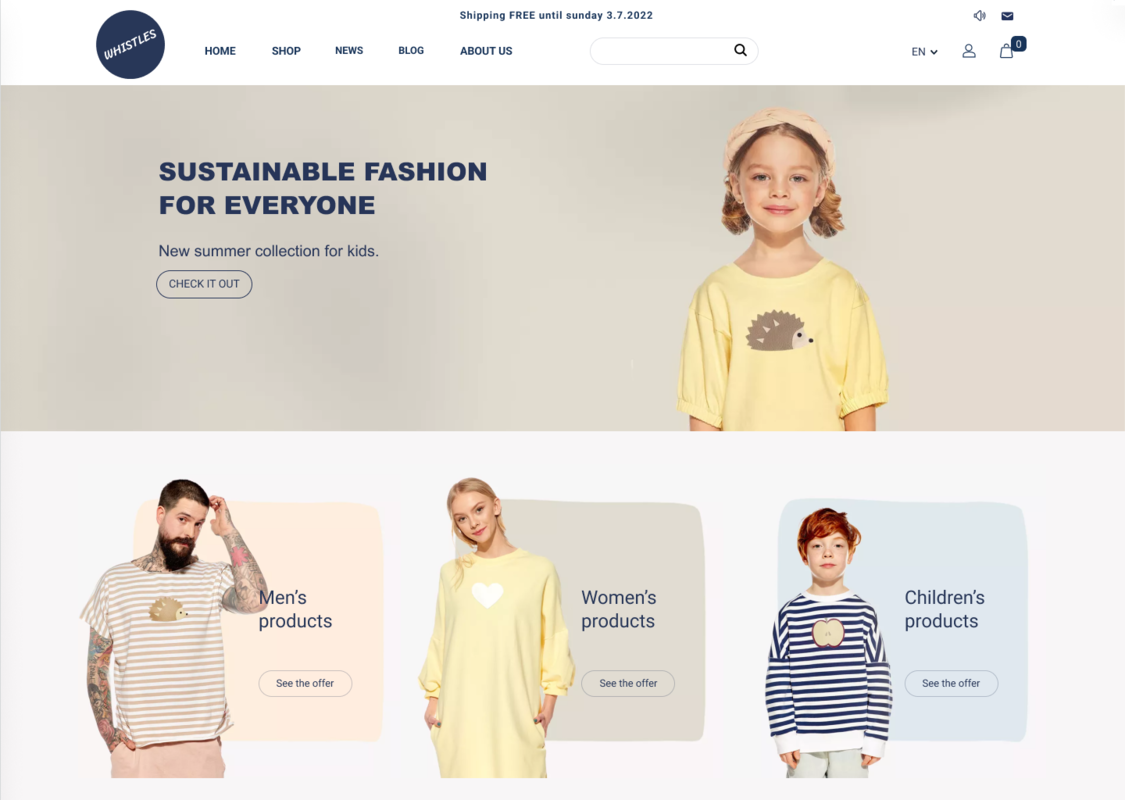 Shipping FREE until sunday 3.7.2022
WHISTLES
HOME SHOP NEWS BLOG ABOUT US EN 0
SUSTAINABLE FASHION
FOR EVERYONE
New summer collection for kids.
CHECK IT OUT
Men’s
products
See the offer
Women’s
products
See the offer
Children’s
products
See the offer